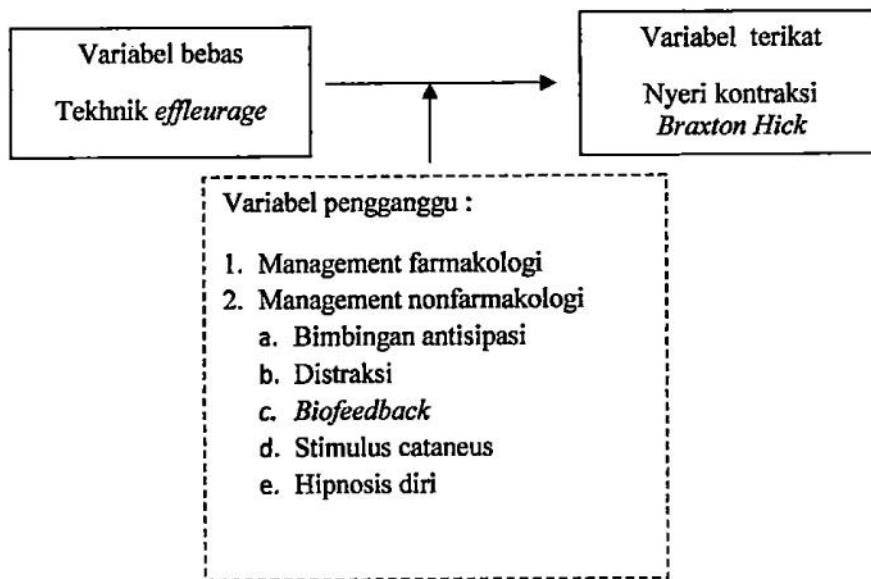 Variabel bebas
Tekhnik effleurage
Variabel terikat
Nyeri kontraksi
Braxton Hick
Variabel pengganggu :
1. Management farmakologi
2. Management nonfarmakologi
a. Bimbingan antisipasi
b. Distraksi
c. Biofeedback
d. Stimulus cataneus
e. Hipnosis diri